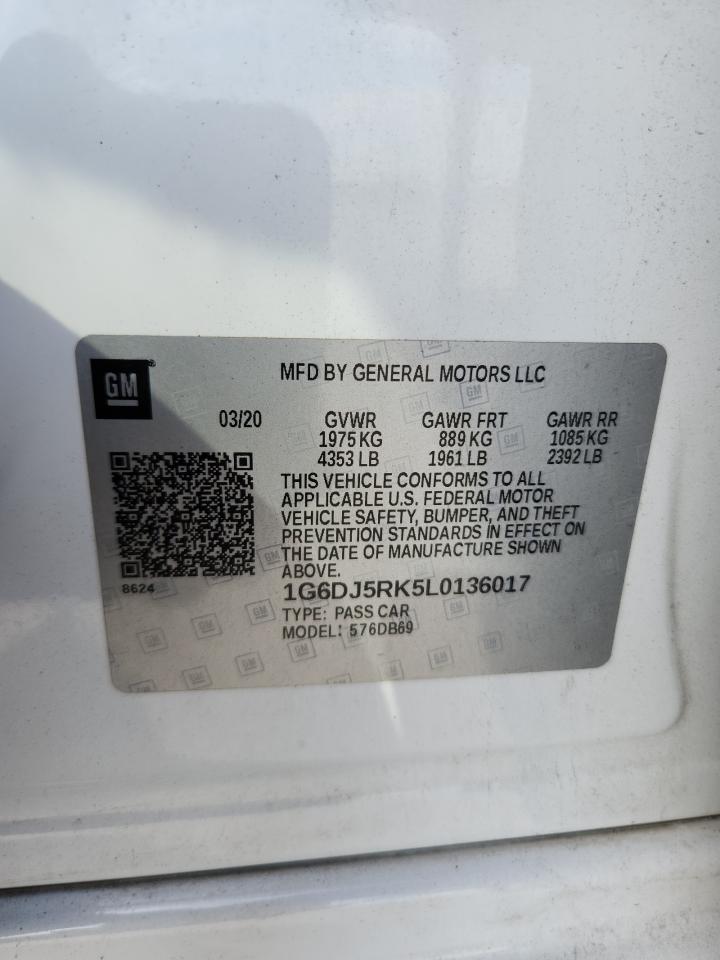 GM
MFD BY GENERAL MOTORS LLC
03/20 GVWR GAWR FRT GAWR RR
1975 KG 889 KG 1085 KG
4353 LB 1961 LB 2392 LB
THIS VEHICLE CONFORMS TO ALL
APPLICABLE U.S. FEDERAL MOTOR
VEHICLE SAFETY, BUMPER, AND THEFT
PREVENTION STANDARDS IN EFFECT ON
THE DATE OF MANUFACTURE SHOWN
ABOVE.
8624
1G6DJ5RK5L0136017
TYPE: PASS CAR
MODEL: 576DB69